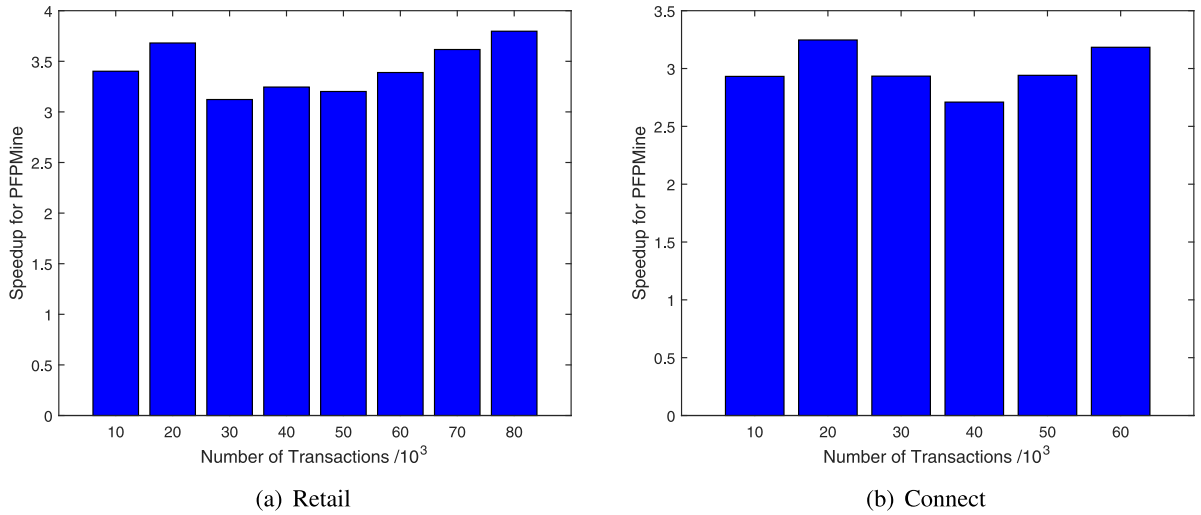 4
3.5
3
2.5
2
1.5
1
0.5
0
Speedup for PFPMine
10 20 30 40 50 60 70 80
Number of Transactions /10^3
(a) Retail
3.5
3
2.5
2
1.5
1
0.5
0
Speedup for PFPMine
10 20 30 40 50 60
Number of Transactions /10^3
(b) Connect